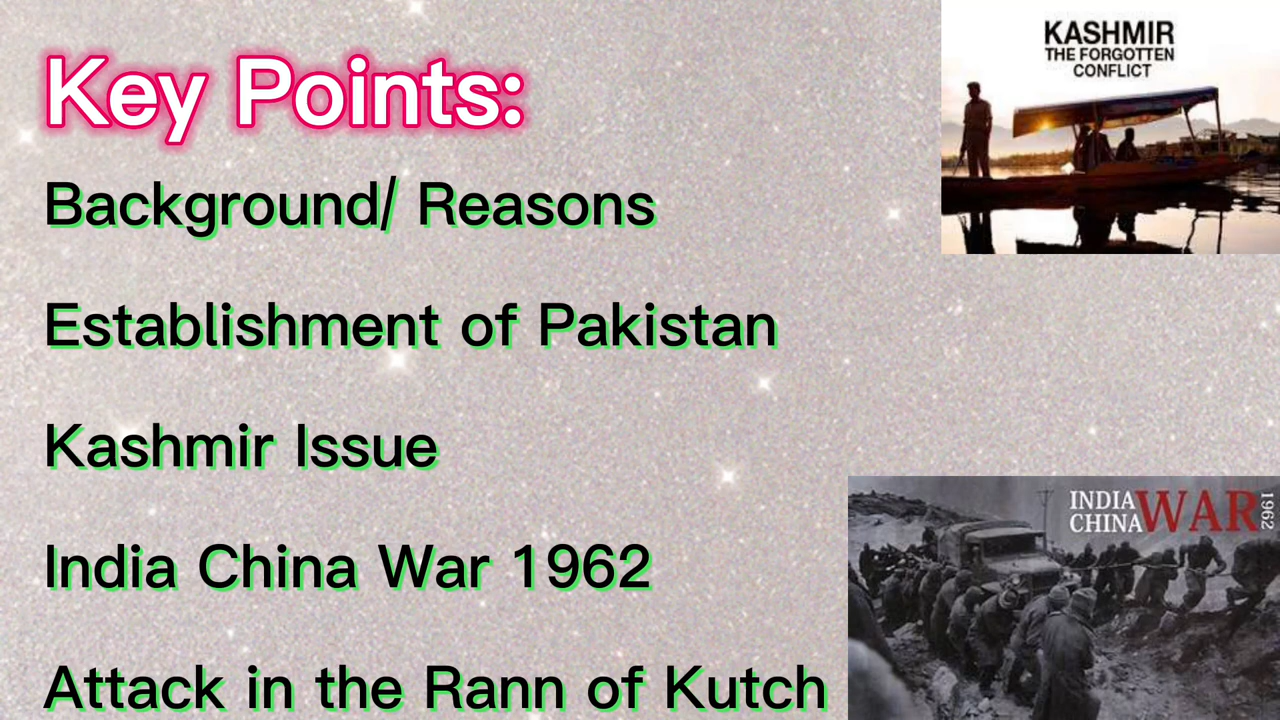 Key Points:
Background/ Reasons
Establishment of Pakistan
Kashmir Issue
India China War 1962
Attack in the Rann of Kutch
KASHMIR
THE FORGOTTEN
CONFLICT
INDIA
CHINA WAR 1962